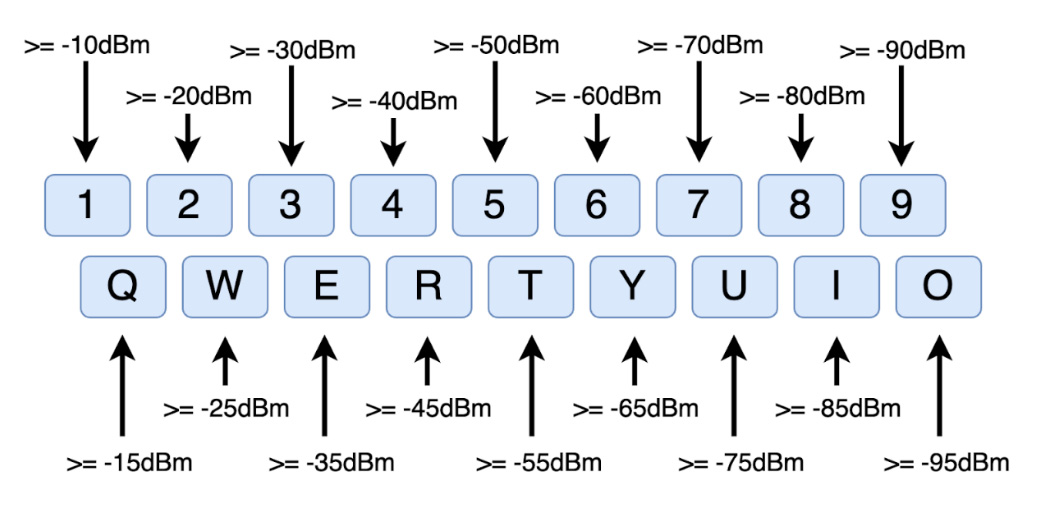 >= -10dBm >= -30dBm >= -50dBm >= -70dBm >= -90dBm
>= -20dBm >= -40dBm >= -60dBm >= -80dBm
1 2 3 4 5 6 7 8 9
Q W E R T Y U I O
>= -25dBm >= -45dBm >= -65dBm >= -85dBm
>= -15dBm >= -35dBm >= -55dBm >= -75dBm >= -95dBm